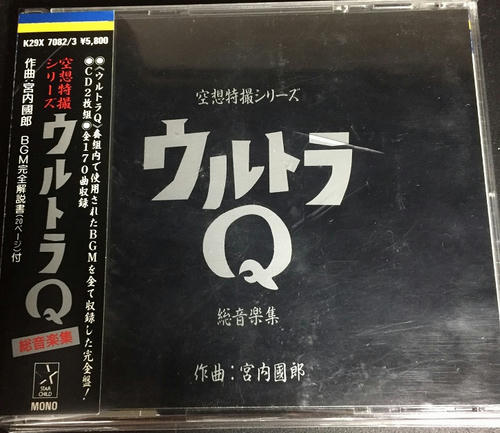 K29X 7082/3 ¥5,800
空想特撮
シリーズ
ウルトラQ
総音楽集
作曲:宮内國郎 BGM完全解説書(20ページ)付
●〈ウルトラQ〉番組内で使用されたBGMを全て収録した完全盤!
●CD2枚組●全170曲収録
STAR
CHILD
MONO
空想特撮シリーズ
ウルトラ
Q
総音楽集
作曲:宮内國郎